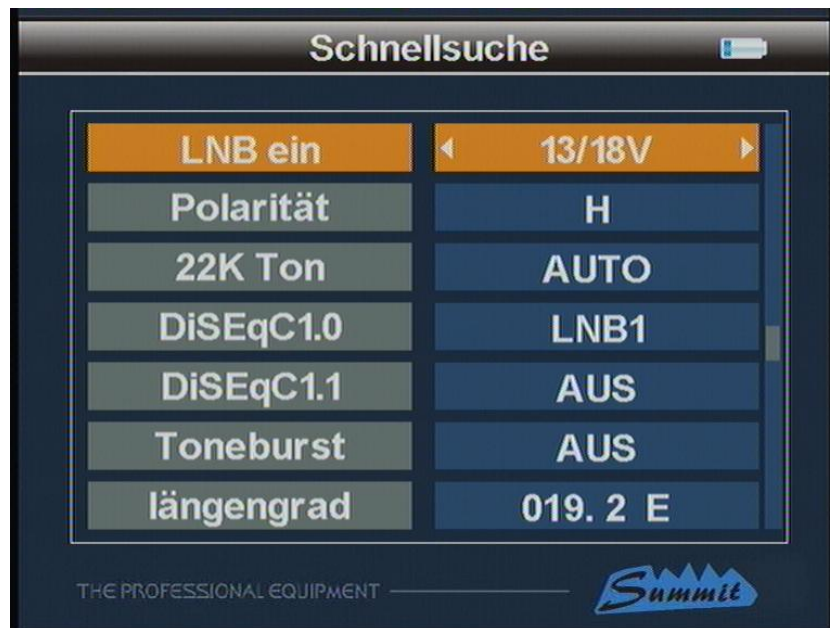 Schnellsuche
LNB ein 13/18V
Polarität H
22K Ton AUTO
DiSEqC1.0 LNB1
DiSEqC1.1 AUS
Toneburst AUS
längengrad 019. 2 E
THE PROFESSIONAL EQUIPMENT
Summit